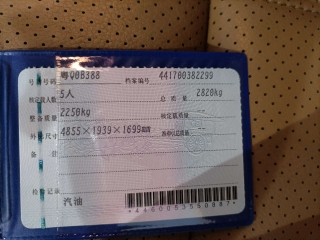 号牌号码 粤Q06388 档案编号 441700382299
核定载人数 5人 总质量 2820kg
整备质量 2250kg 核定载质量 --
外廓尺寸 4855×1939×1699mm 准牵引总质量 --
备注
检验记录
汽油